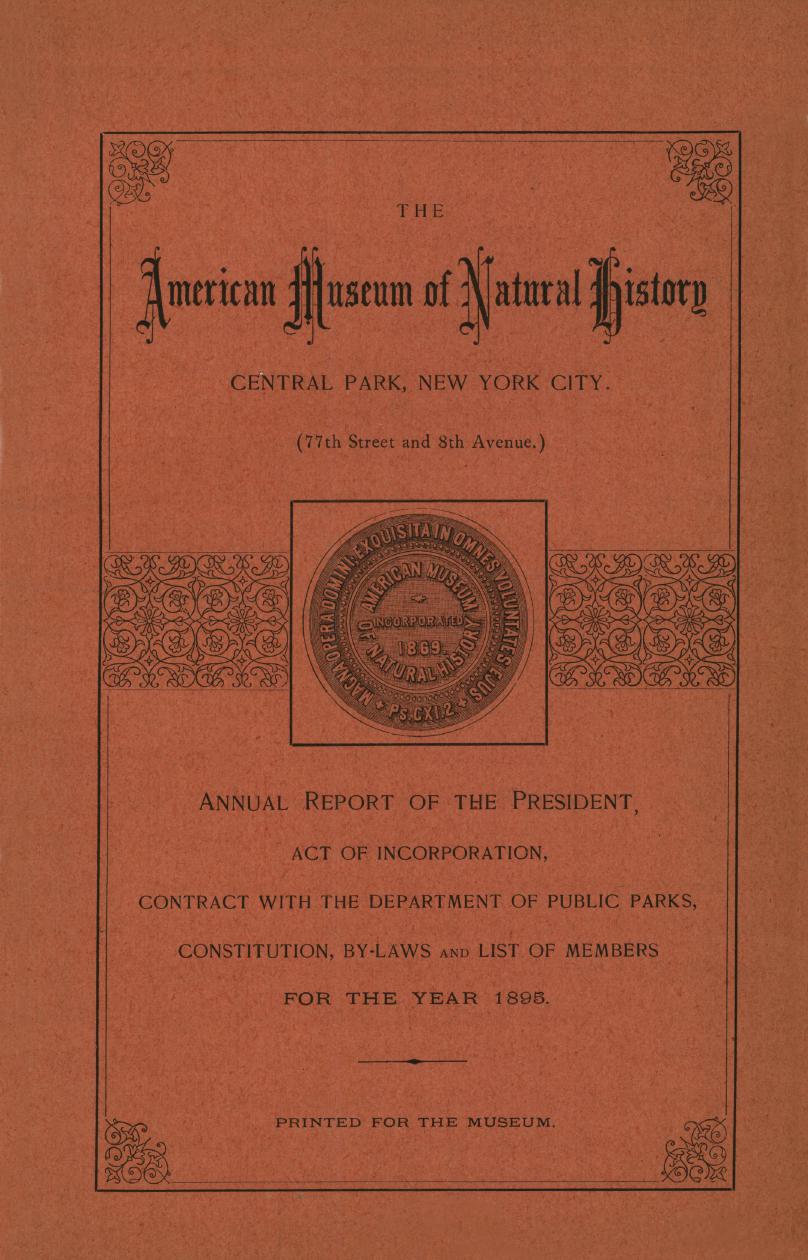 THE
American Museum of Natural History
CENTRAL PARK, NEW YORK CITY.
(77th Street and 8th Avenue.)
MAGNA OPERA DOMINI EXQUISITA IN OMNES VOLUNTATES EJUS
Ps. CXI.2
AMERICAN MUSEUM
OF NATURAL HISTORY
INCORPORATED
1869.
ANNUAL REPORT OF THE PRESIDENT,
ACT OF INCORPORATION,
CONTRACT WITH THE DEPARTMENT OF PUBLIC PARKS,
CONSTITUTION, BY-LAWS AND LIST OF MEMBERS
FOR THE YEAR 1895.
PRINTED FOR THE MUSEUM.